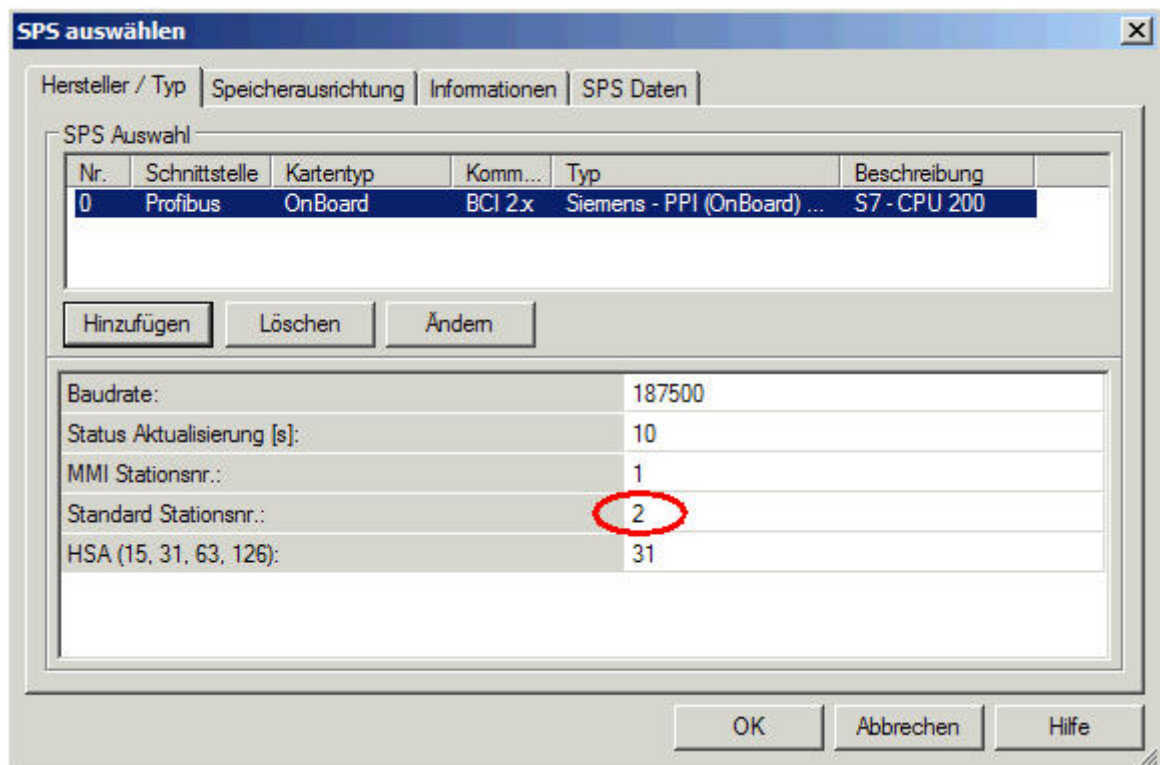 SPS auswählen
Hersteller / Typ Speicherausrichtung Informationen SPS Daten
SPS Auswahl
Nr. Schnittstelle Kartentyp Komm... Typ Beschreibung
0 Profibus OnBoard BCI 2.x Siemens - PPI (OnBoard) ... S7 - CPU 200
Hinzufügen Löschen Ändern
Baudrate: 187500
Status Aktualisierung [s]: 10
MMI Stationsnr.: 1
Standard Stationsnr.: 2
HSA (15, 31, 63, 126): 31
OK Abbrechen Hilfe